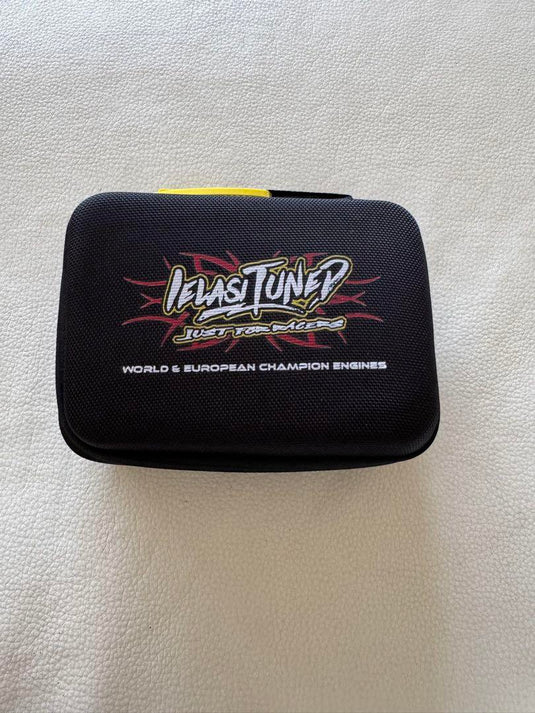 IELASI TUNED
JUST FOR RACERS
WORLD & EUROPEAN CHAMPION ENGINES